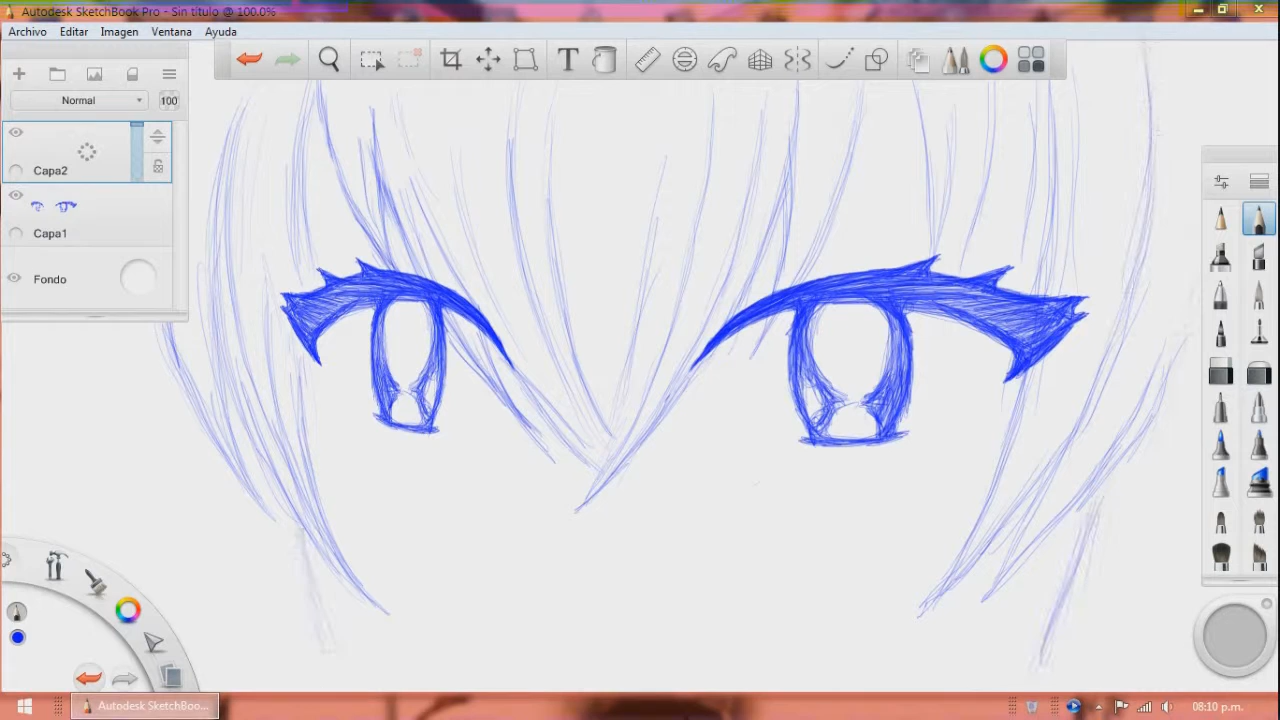 Autodesk SketchBook Pro - Sin titulo @ 100.0%
Archivo Editar Imagen Ventana Ayuda
T
Normal 100
Capa2
Capa1
Fondo
Autodesk SketchBoo...
08:10 p.m.